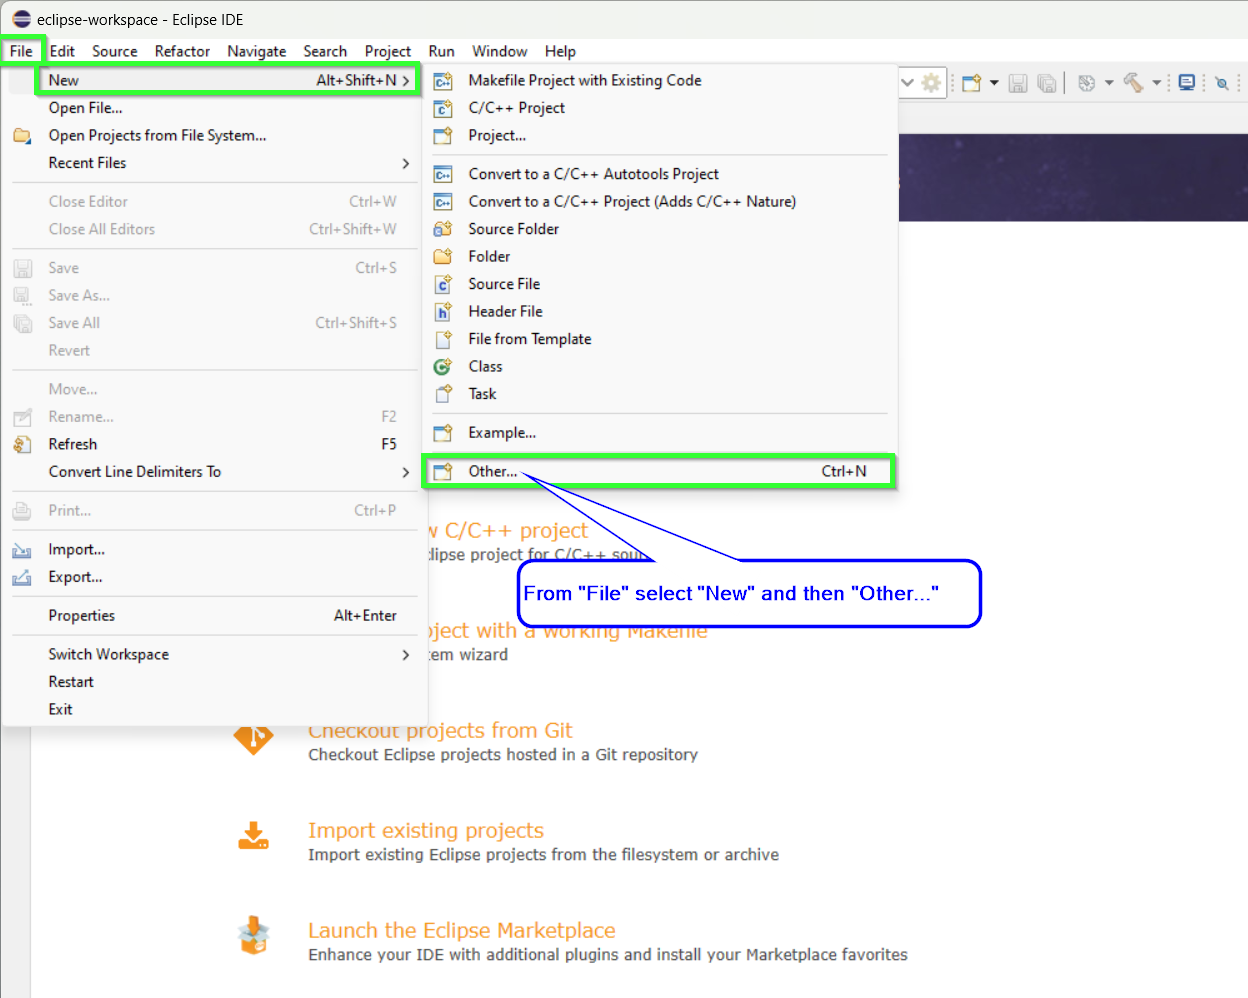 eclipse-workspace - Eclipse IDE
File Edit Source Refactor Navigate Search Project Run Window Help
New Alt+Shift+N
Open File...
Open Projects from File System...
Recent Files
Close Editor Ctrl+W
Close All Editors Ctrl+Shift+W
Save Ctrl+S
Save As...
Save All Ctrl+Shift+S
Revert
Move...
Rename... F2
Refresh F5
Convert Line Delimiters To
Print... Ctrl+P
Import...
Export...
Properties Alt+Enter
Switch Workspace
Restart
Exit
Makefile Project with Existing Code
C/C++ Project
Project...
Convert to a C/C++ Autotools Project
Convert to a C/C++ Project (Adds C/C++ Nature)
Source Folder
Folder
Source File
Header File
File from Template
Class
Task
Example...
Other... Ctrl+N
C/C++ project
project for C/C++
From "File" select "New" and then "Other..."
with a working Makefile
wizard
Checkout projects from Git
Checkout Eclipse projects hosted in a Git repository
Import existing projects
Import existing Eclipse projects from the filesystem or archive
Launch the Eclipse Marketplace
Enhance your IDE with additional plugins and install your Marketplace favorites